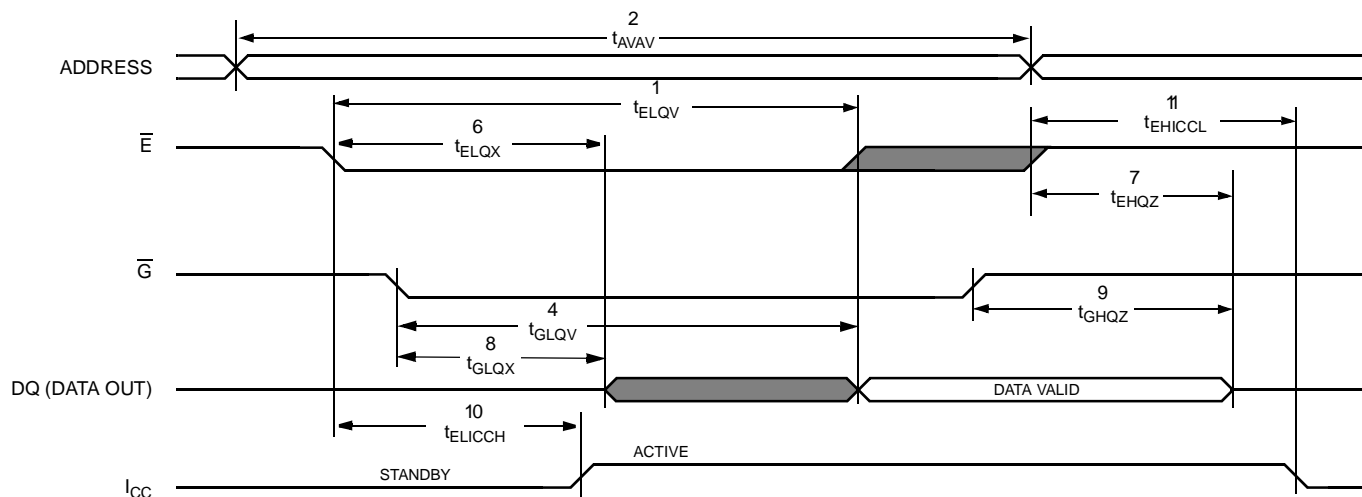 2
tAVAV
ADDRESS
1
tELQV
11
tEHICCL
6
tELQX
E
7
tEHQZ
G
9
tGHQZ
4
tGLQV
8
tGLQX
DQ (DATA OUT)
DATA VALID
10
tELICCH
ACTIVE
STANDBY
ICC